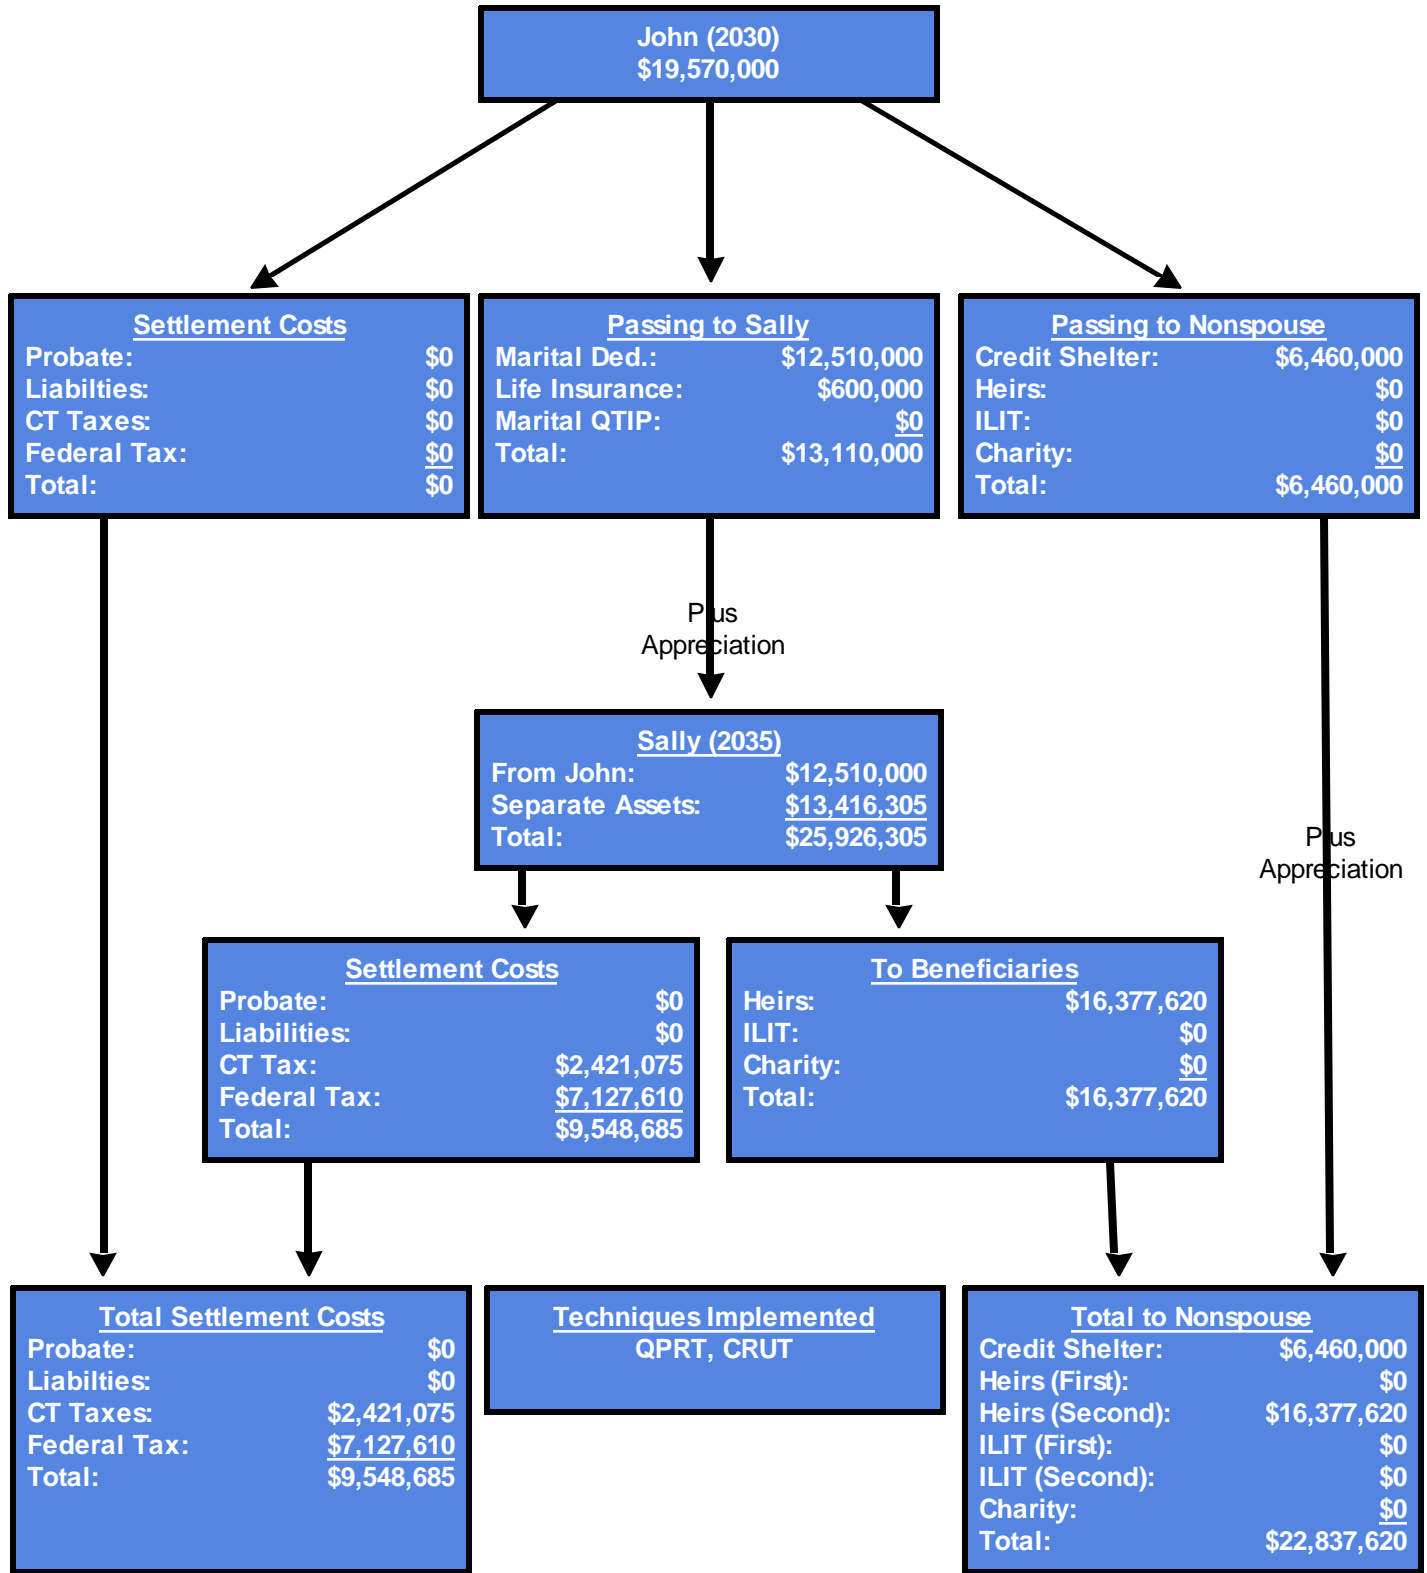 John (2030)
$19,570,000
Settlement Costs
Probate: $0
Liabilties: $0
CT Taxes: $0
Federal Tax: $0
Total: $0
Passing to Sally
Marital Ded.: $12,510,000
Life Insurance: $600,000
Marital QTIP: $0
Total: $13,110,000
Passing to Nonspouse
Credit Shelter: $6,460,000
Heirs: $0
ILIT: $0
Charity: $0
Total: $6,460,000
Plus
Appreciation
Sally (2035)
From John: $12,510,000
Separate Assets: $13,416,305
Total: $25,926,305
Plus
Appreciation
Settlement Costs
Probate: $0
Liabilities: $0
CT Tax: $2,421,075
Federal Tax: $7,127,610
Total: $9,548,685
To Beneficiaries
Heirs: $16,377,620
ILIT: $0
Charity: $0
Total: $16,377,620
Total Settlement Costs
Probate: $0
Liabilties: $0
CT Taxes: $2,421,075
Federal Tax: $7,127,610
Total: $9,548,685
Techniques Implemented
QPRT, CRUT
Total to Nonspouse
Credit Shelter: $6,460,000
Heirs (First): $0
Heirs (Second): $16,377,620
ILIT (First): $0
ILIT (Second): $0
Charity: $0
Total: $22,837,620